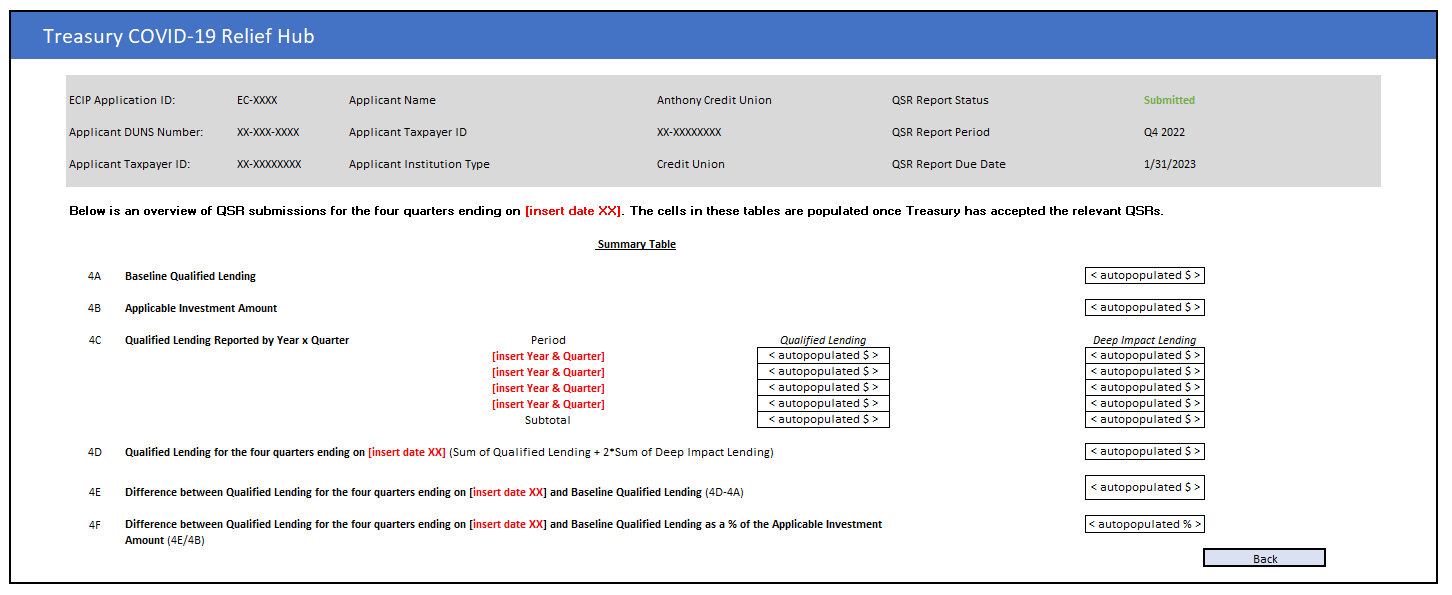 Treasury COVID-19 Relief Hub
ECIP Application ID: EC-XXXX Applicant Name Anthony Credit Union QSR Report Status Submitted
Applicant DUNS Number: XX-XXX-XXXX Applicant Taxpayer ID XX-XXXXXXXX QSR Report Period Q4 2022
Applicant Taxpayer ID: XX-XXXXXXXX Applicant Institution Type Credit Union QSR Report Due Date 1/31/2023
Below is an overview of QSR submissions for the four quarters ending on [insert date XX]. The cells in these tables are populated once Treasury has accepted the relevant QSRs.
Summary Table
4A Baseline Qualified Lending < autopopulated $ >
4B Applicable Investment Amount < autopopulated $ >
4C Qualified Lending Reported by Year x Quarter Period Qualified Lending Deep Impact Lending
[insert Year & Quarter] < autopopulated $ > < autopopulated $ >
[insert Year & Quarter] < autopopulated $ > < autopopulated $ >
[insert Year & Quarter] < autopopulated $ > < autopopulated $ >
[insert Year & Quarter] < autopopulated $ > < autopopulated $ >
Subtotal < autopopulated $ > < autopopulated $ >
4D Qualified Lending for the four quarters ending on [insert date XX] (Sum of Qualified Lending + 2*Sum of Deep Impact Lending) < autopopulated $ >
4E Difference between Qualified Lending for the four quarters ending on [insert date XX] and Baseline Qualified Lending (4D-4A) < autopopulated $ >
4F Difference between Qualified Lending for the four quarters ending on [insert date XX] and Baseline Qualified Lending as a % of the Applicable Investment < autopopulated % >
Amount (4E/4B)
Back